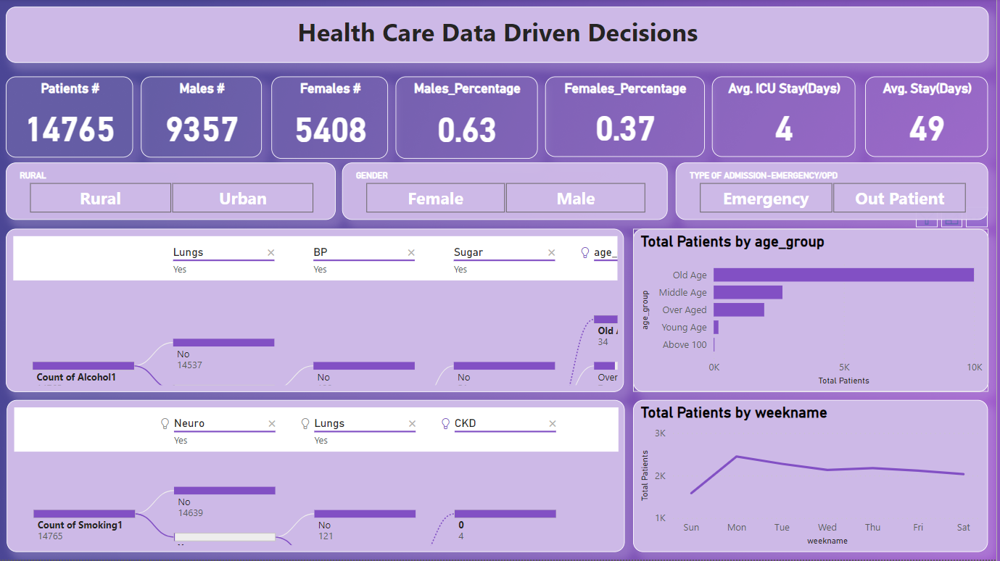 Health Care Data Driven Decisions
Patients # Males # Females # Males_Percentage Females_Percentage Avg. ICU Stay(Days) Avg. Stay(Days)
14765 9357 5408 0.63 0.37 4 49
RURAL GENDER TYPE OF ADMISSION-EMERGENCY/OPD
Rural Urban Female Male Emergency Out Patient
Lungs BP Sugar age_
Yes Yes Yes
Old
34
No
14537
Count of Alcohol1
No
No
Over
Total Patients by age_group
age_group
Old Age
Middle Age
Over Aged
Young Age
Above 100
0K 5K 10K
Total Patients
Neuro Lungs CKD
Yes Yes
No
14639
Count of Smoking1
14765
No
121
0
4
Total Patients by weekname
Total Patients
3K
2K
1K
Sun Mon Tue Wed Thu Fri Sat
weekname